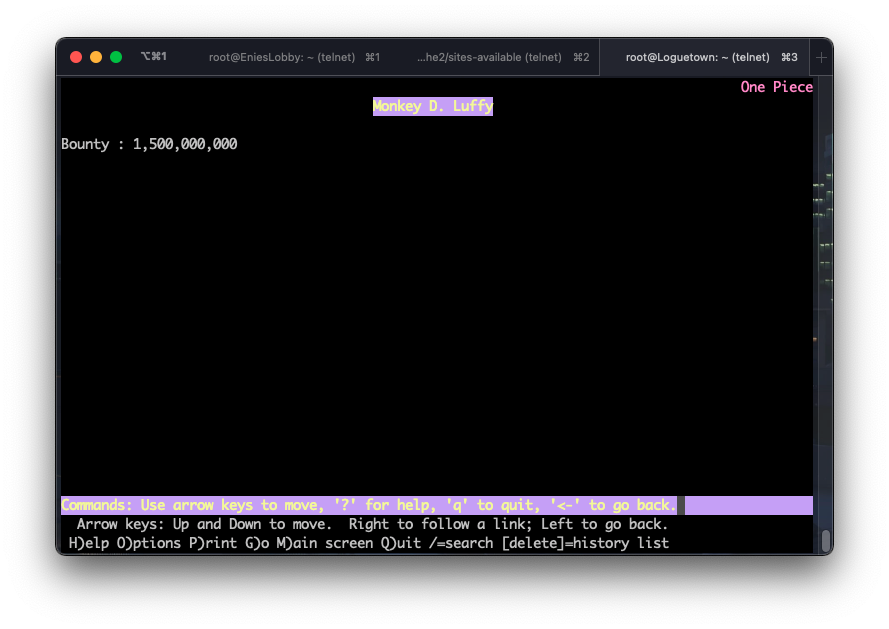 ⌥⌘1 root@EniesLobby: ~ (telnet) ⌘1 ...he2/sites-available (telnet) ⌘2 root@Loguetown: ~ (telnet) ⌘3 +
One Piece
Monkey D. Luffy
Bounty : 1,500,000,000
Commands: Use arrow keys to move, '?' for help, 'q' to quit, '<-' to go back.
Arrow keys: Up and Down to move.  Right to follow a link; Left to go back.
H)elp O)ptions P)rint G)o M)ain screen Q)uit /=search [delete]=history list